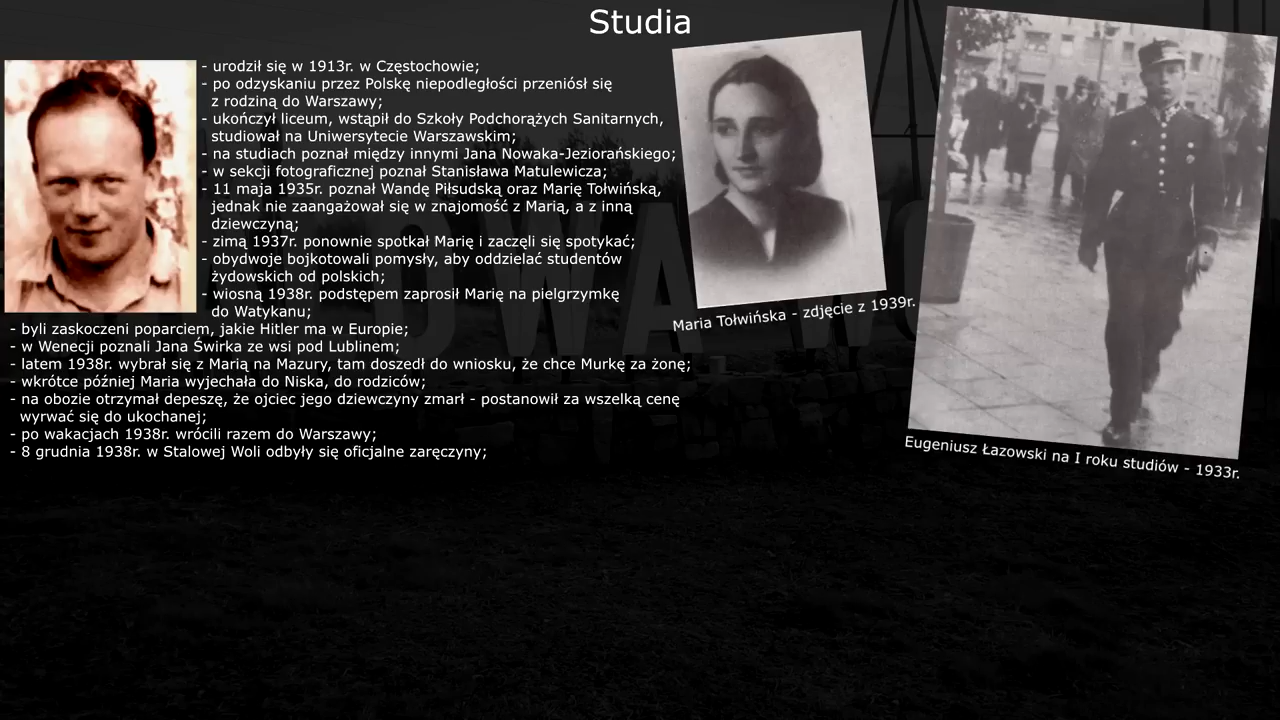 Studia
- urodził się w 1913r. w Częstochowie;
- po odzyskaniu przez Polskę niepodległości przeniósł się
z rodziną do Warszawy;
- ukończył liceum, wstąpił do Szkoły Podchorążych Sanitarnych,
studiował na Uniwersytecie Warszawskim;
- na studiach poznał między innymi Jana Nowaka-Jeziorańskiego;
- w sekcji fotograficznej poznał Stanisława Matulewicza;
- 11 maja 1935r. poznał Wandę Piłsudską oraz Marię Tołwińską,
jednak nie zaangażował się w znajomość z Marią, a z inną
dziewczyną;
- zimą 1937r. ponownie spotkał Marię i zaczęli się spotykać;
- obydwoje bojkotowali pomysły, aby oddzielać studentów
żydowskich od polskich;
- wiosną 1938r. podstępem zaprosił Marię na pielgrzymkę
do Watykanu;
- byli zaskoczeni poparciem, jakie Hitler ma w Europie;
- w Wenecji poznali Jana Świrka ze wsi pod Lublinem;
- latem 1938r. wybrał się z Marią na Mazury, tam doszedł do wniosku, że chce Murkę za żonę;
- wkrótce później Maria wyjechała do Niska, do rodziców;
- na obozie otrzymał depeszę, że ojciec jego dziewczyny zmarł - postanowił za wszelką cenę
wyrwać się do ukochanej;
- po wakacjach 1938r. wrócili razem do Warszawy;
- 8 grudnia 1938r. w Stalowej Woli odbyły się oficjalne zaręczyny;
Maria Tołwińska - zdjęcie z 1939r.
Eugeniusz Łazowski na I roku studiów - 1933r.